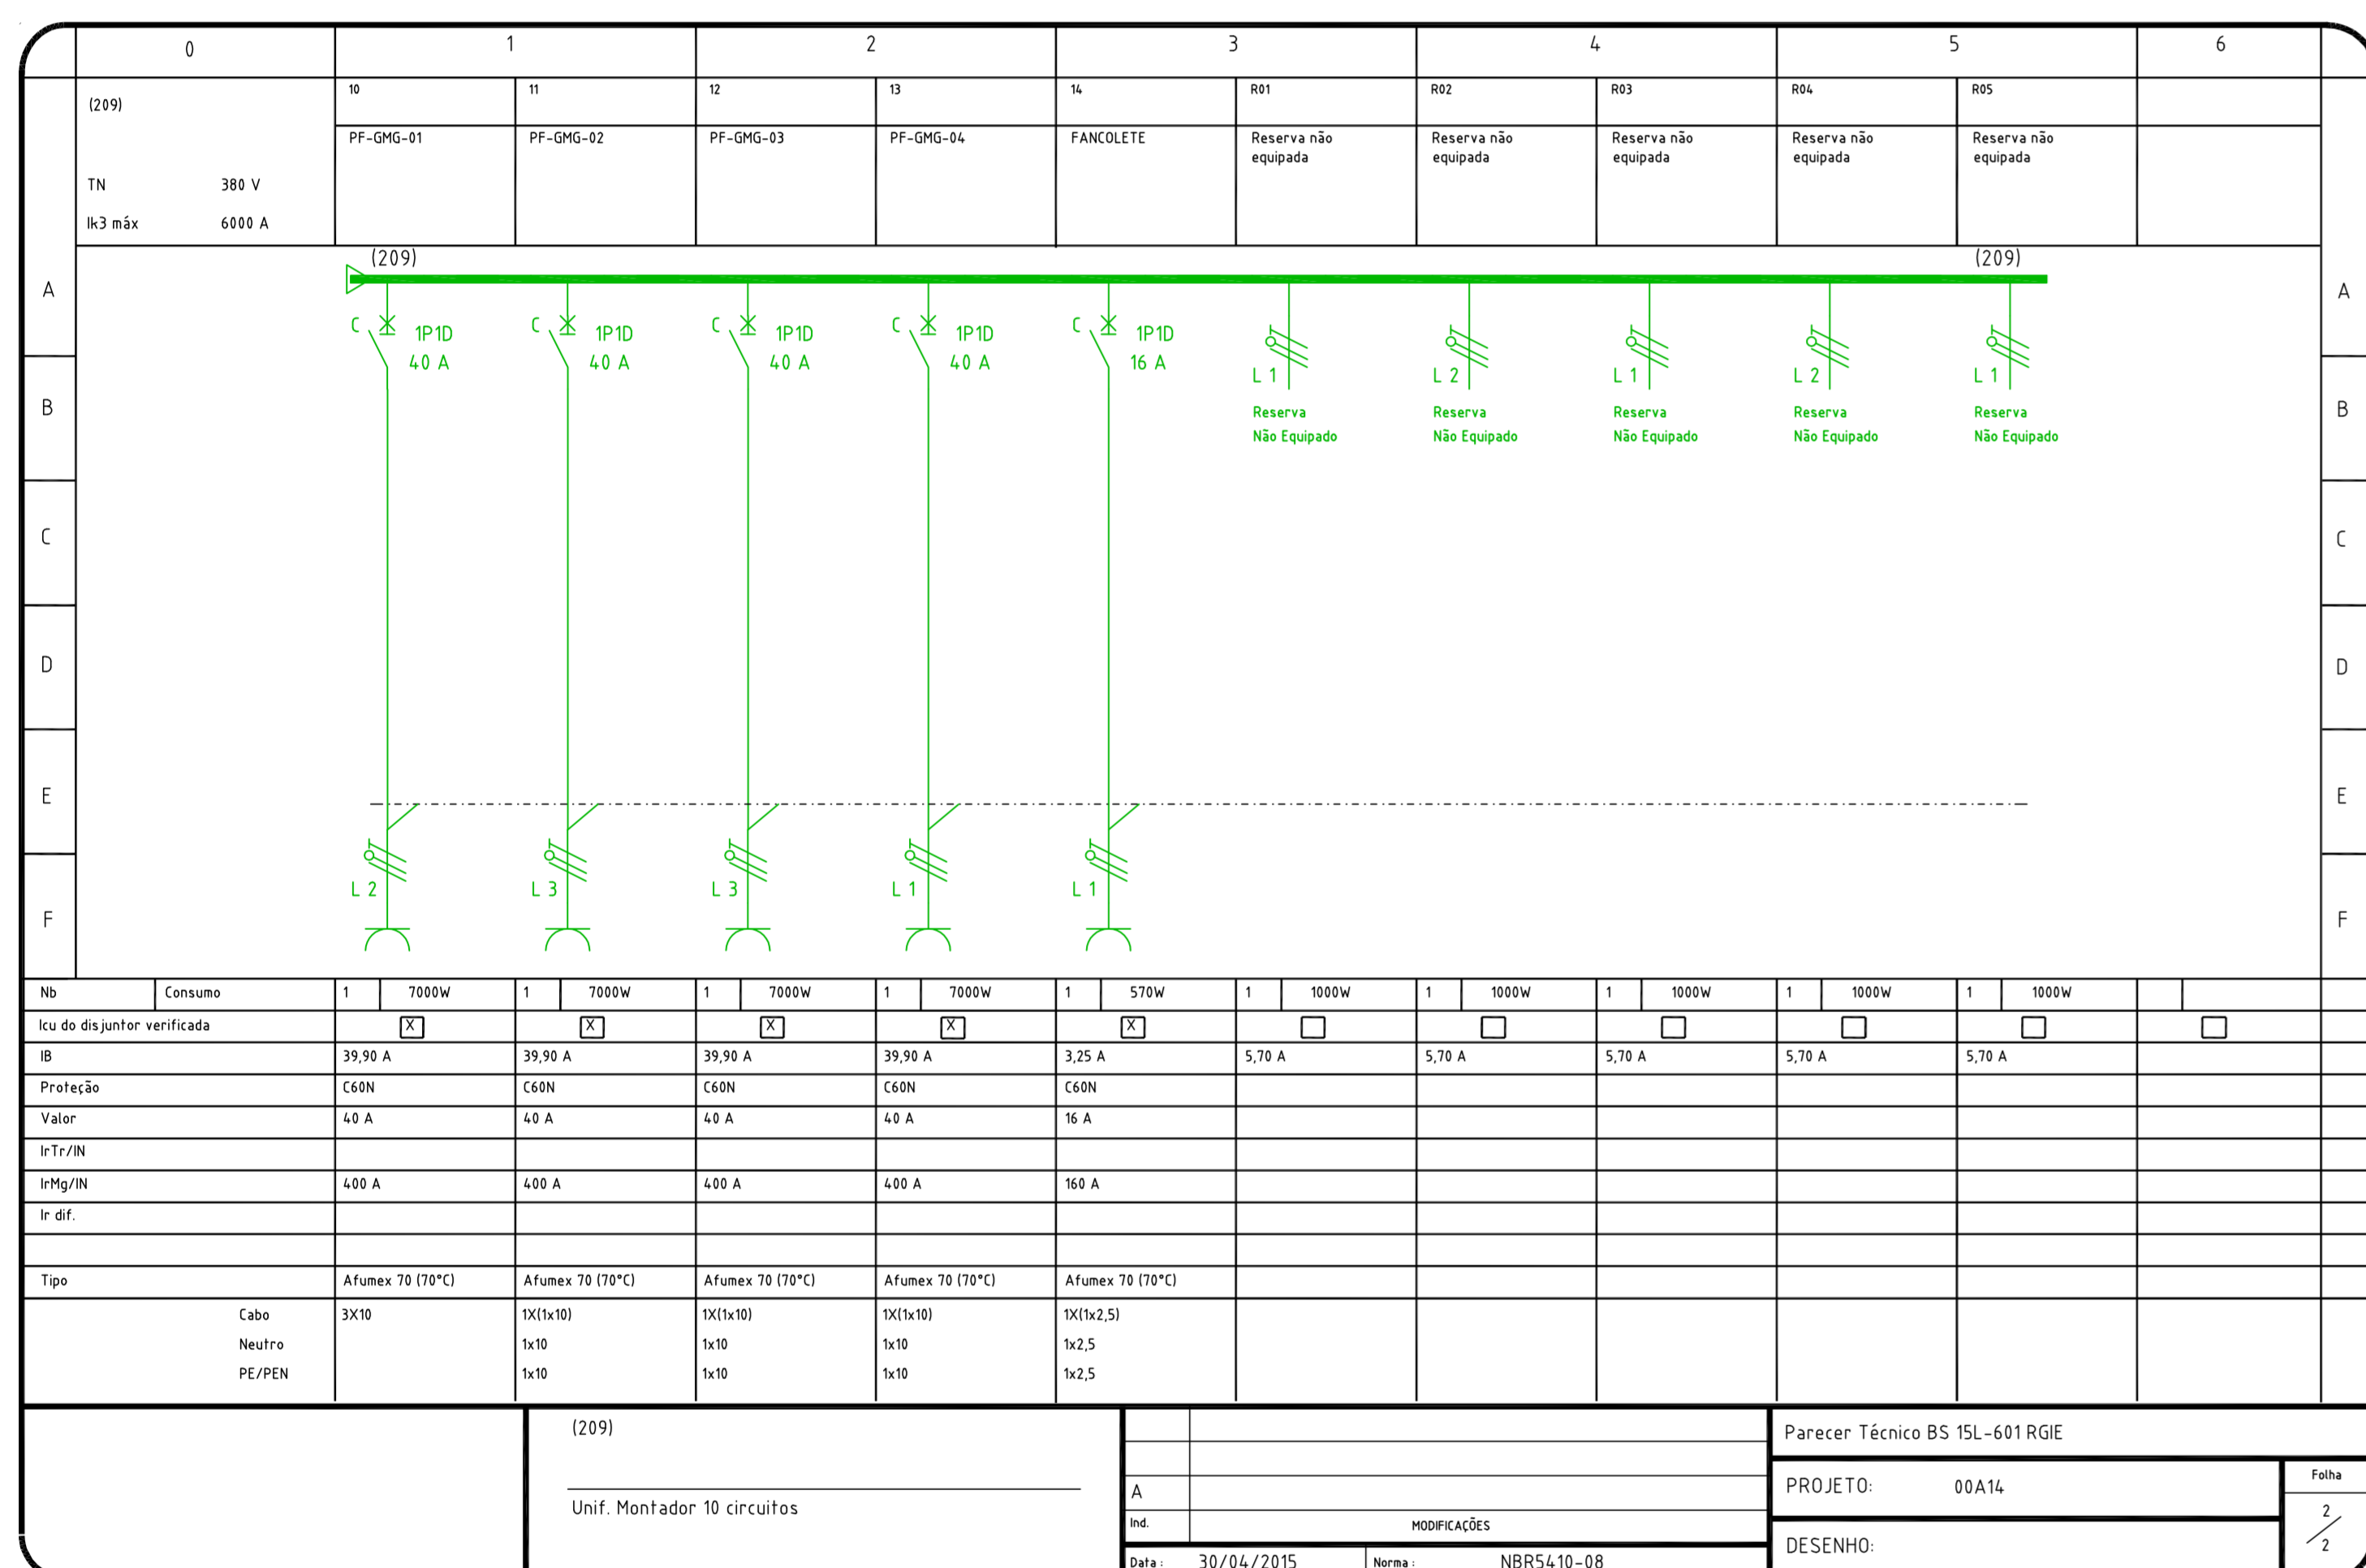 0 1 2 3 4 5 6
(209) 10 11 12 13 14 R01 R02 R03 R04 R05
PF-GMG-01 PF-GMG-02 PF-GMG-03 PF-GMG-04 FANCOLETE Reserva não Reserva não Reserva não Reserva não Reserva não
equipada equipada equipada equipada equipada
TN 380 V
Ik3 máx 6000 A
(209) (209)
A A
C 1P1D C 1P1D C 1P1D C 1P1D C 1P1D
40 A 40 A 40 A 40 A 16 A
L 1 L 2 L 1 L 2 L 1
B Reserva Reserva Reserva Reserva Reserva B
Não Equipado Não Equipado Não Equipado Não Equipado Não Equipado
C C
D D
E E
L 2 L 3 L 3 L 1 L 1
F F
Nb Consumo 1 7000W 1 7000W 1 7000W 1 7000W 1 570W 1 1000W 1 1000W 1 1000W 1 1000W 1 1000W
Icu do disjuntor verificada X X X X X
IB 39,90 A 39,90 A 39,90 A 39,90 A 3,25 A 5,70 A 5,70 A 5,70 A 5,70 A 5,70 A
Proteção C60N C60N C60N C60N C60N
Valor 40 A 40 A 40 A 40 A 16 A
IrTr/IN
IrMg/IN 400 A 400 A 400 A 400 A 160 A
Ir dif.
Tipo Afumex 70 (70°C) Afumex 70 (70°C) Afumex 70 (70°C) Afumex 70 (70°C) Afumex 70 (70°C)
Cabo 3X10 1X(1x10) 1X(1x10) 1X(1x10) 1X(1x2,5)
Neutro 1x10 1x10 1x10 1x2,5
PE/PEN 1x10 1x10 1x10 1x2,5
(209)
Unif. Montador 10 circuitos
A
Ind. MODIFICAÇÕES
Data : 30/04/2015 Norma : NBR5410-08
Parecer Técnico BS 15L-601 RGIE
PROJETO: 00A14
DESENHO:
Folha
2
2